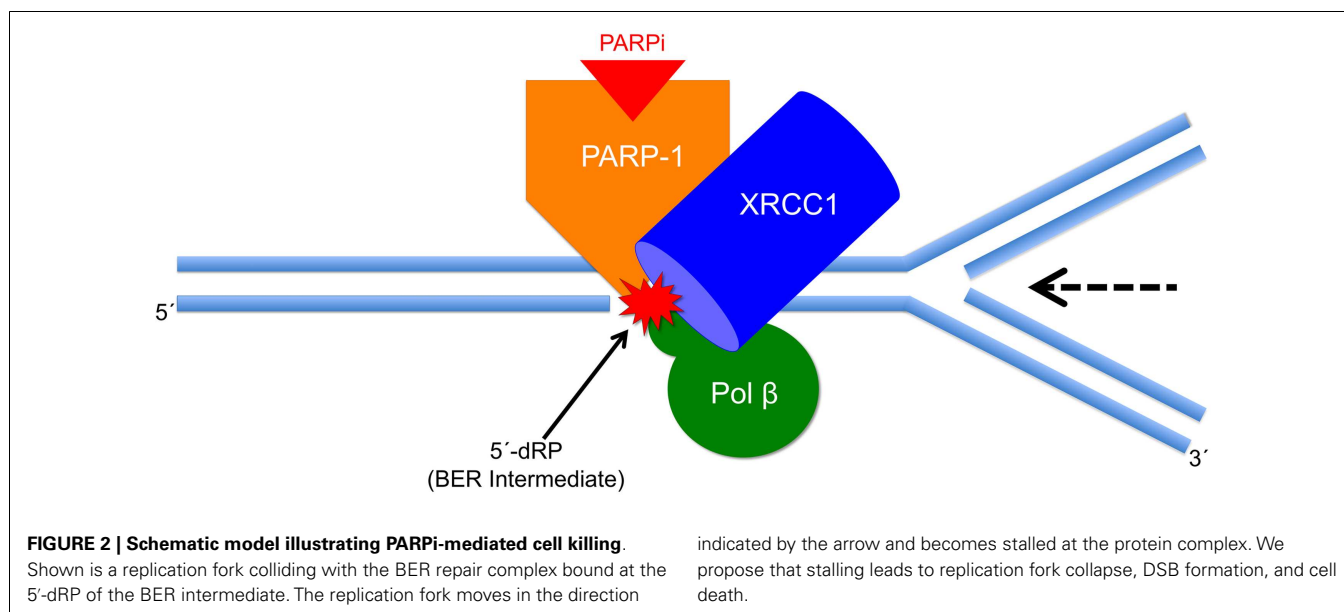 PARPi
PARP-1
XRCC1
5´
Pol β
5´-dRP
(BER Intermediate)
3´
FIGURE 2 | Schematic model illustrating PARPi-mediated cell killing.
Shown is a replication fork colliding with the BER repair complex bound at the
5′-dRP of the BER intermediate. The replication fork moves in the direction
indicated by the arrow and becomes stalled at the protein complex. We
propose that stalling leads to replication fork collapse, DSB formation, and cell
death.